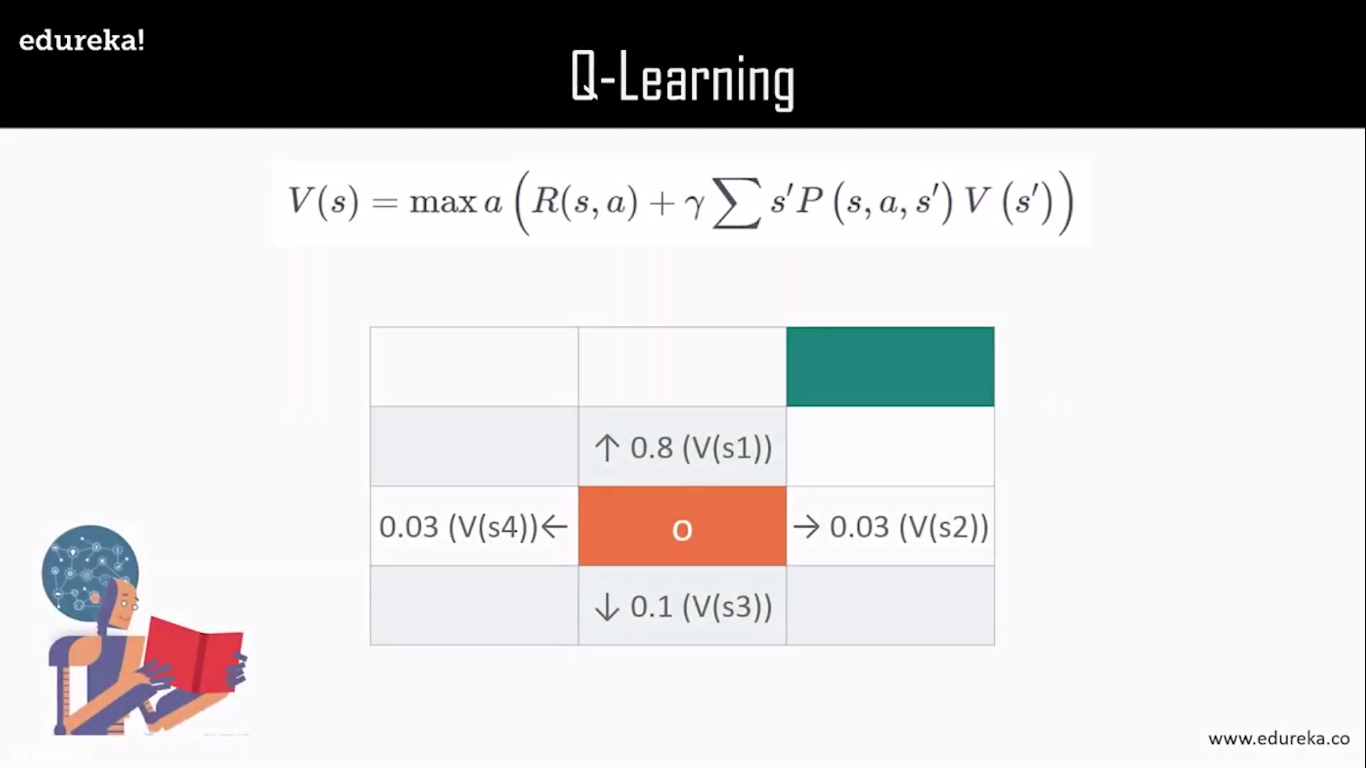 edureka!
Q-Learning
V(s) = max a (R(s, a) + γ ∑ s′P (s, a, s′) V (s′))
↑ 0.8 (V(s1))
0.03 (V(s4))← o → 0.03 (V(s2))
↓ 0.1 (V(s3))
www.edureka.co